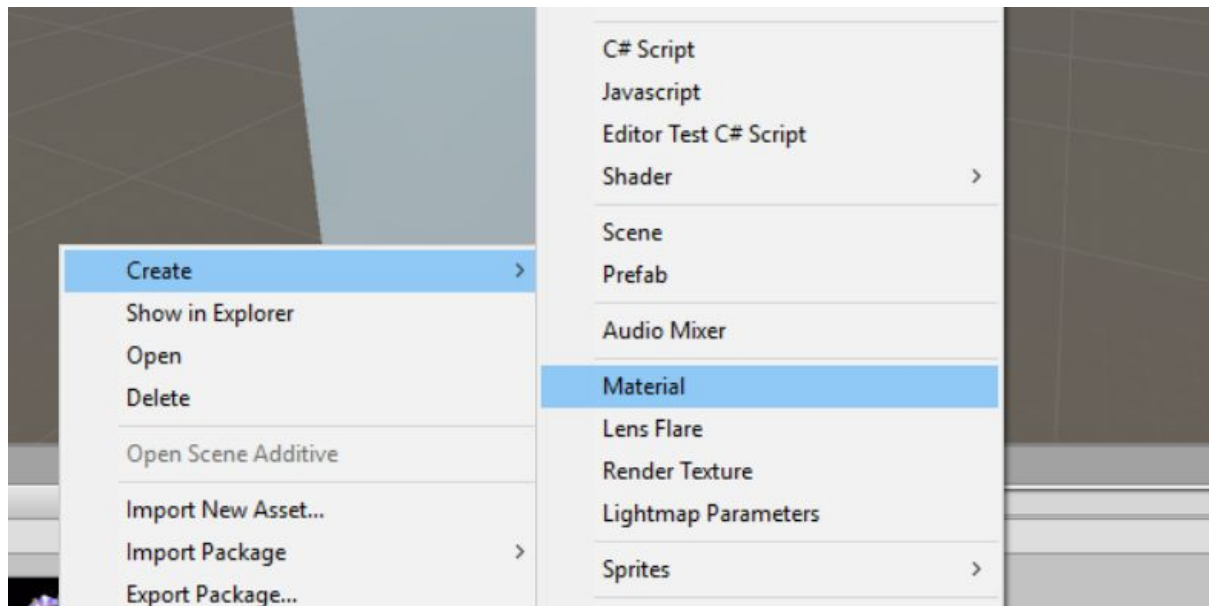 C# Script
Javascript
Editor Test C# Script
Shader
Scene
Prefab
Audio Mixer
Material
Lens Flare
Render Texture
Lightmap Parameters
Sprites
Create
Show in Explorer
Open
Delete
Open Scene Additive
Import New Asset...
Import Package
Export Package...